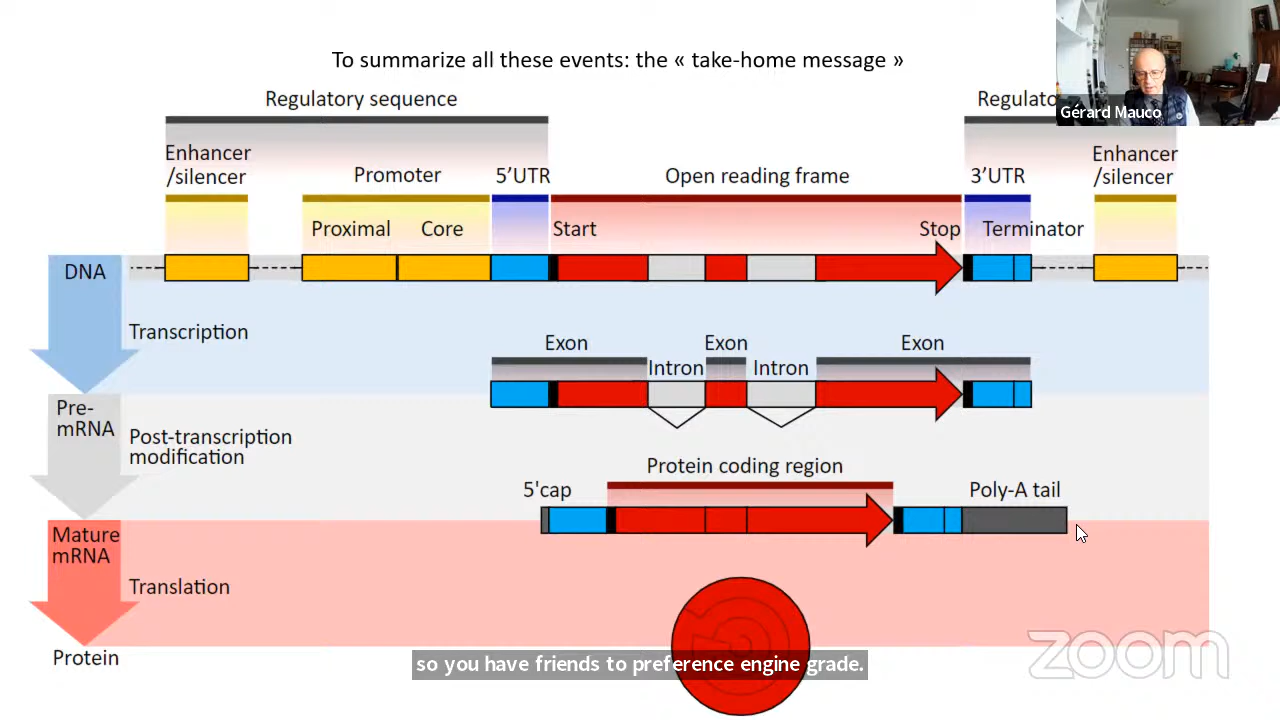 To summarize all these events: the « take-home message »
Regulatory sequence
Regulato
Gérard Mauco
Enhancer
/silencer
Promoter
5’UTR
Open reading frame
3’UTR
Enhancer
/silencer
Proximal
Core
Start
Stop
Terminator
DNA
Transcription
Exon
Exon
Exon
Intron
Intron
Pre-
mRNA
Post-transcription
modification
Protein coding region
5'cap
Poly-A tail
Mature
mRNA
Translation
Protein
so you have friends to preference engine grade.
zoom